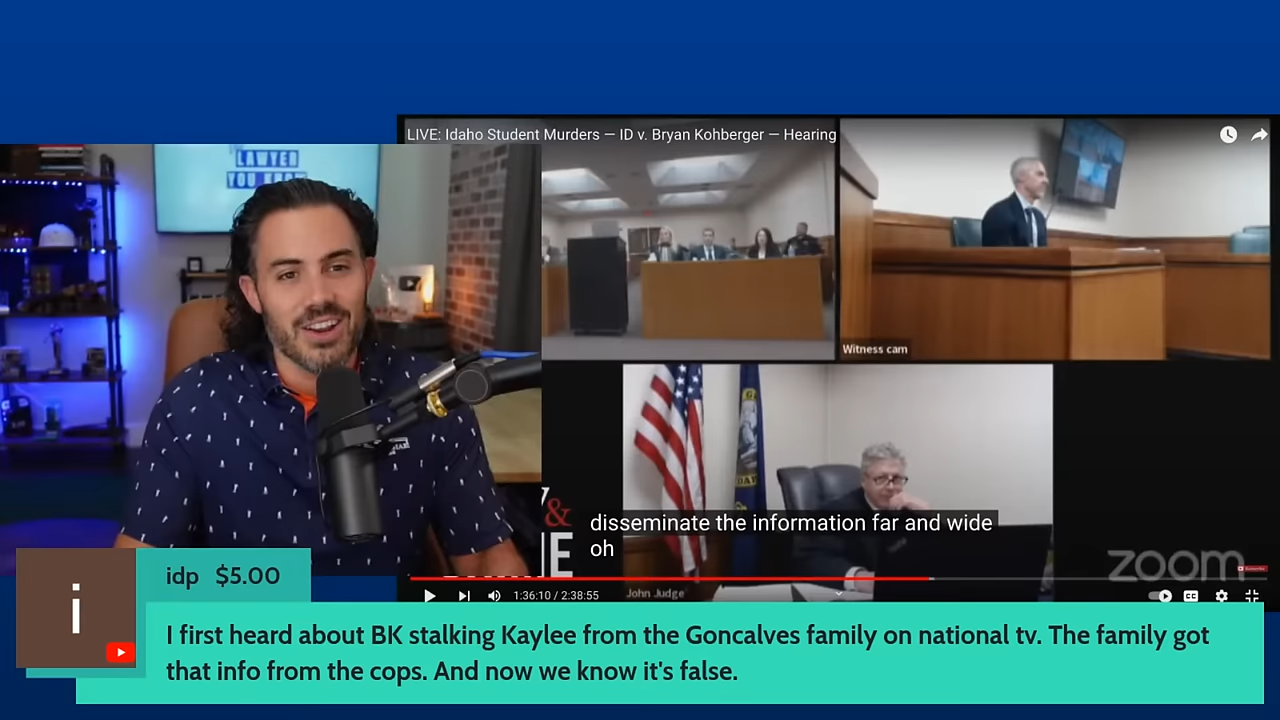 LIVE: Idaho Student Murders — ID v. Bryan Kohberger — Hearing
LAWYER
YOU KNOW
Witness cam
disseminate the information far and wide
oh
&
zoom
1:36:10 / 2:38:55
John Judge
CC
i
idp $5.00
I first heard about BK stalking Kaylee from the Goncalves family on national tv. The family got
that info from the cops. And now we know it's false.